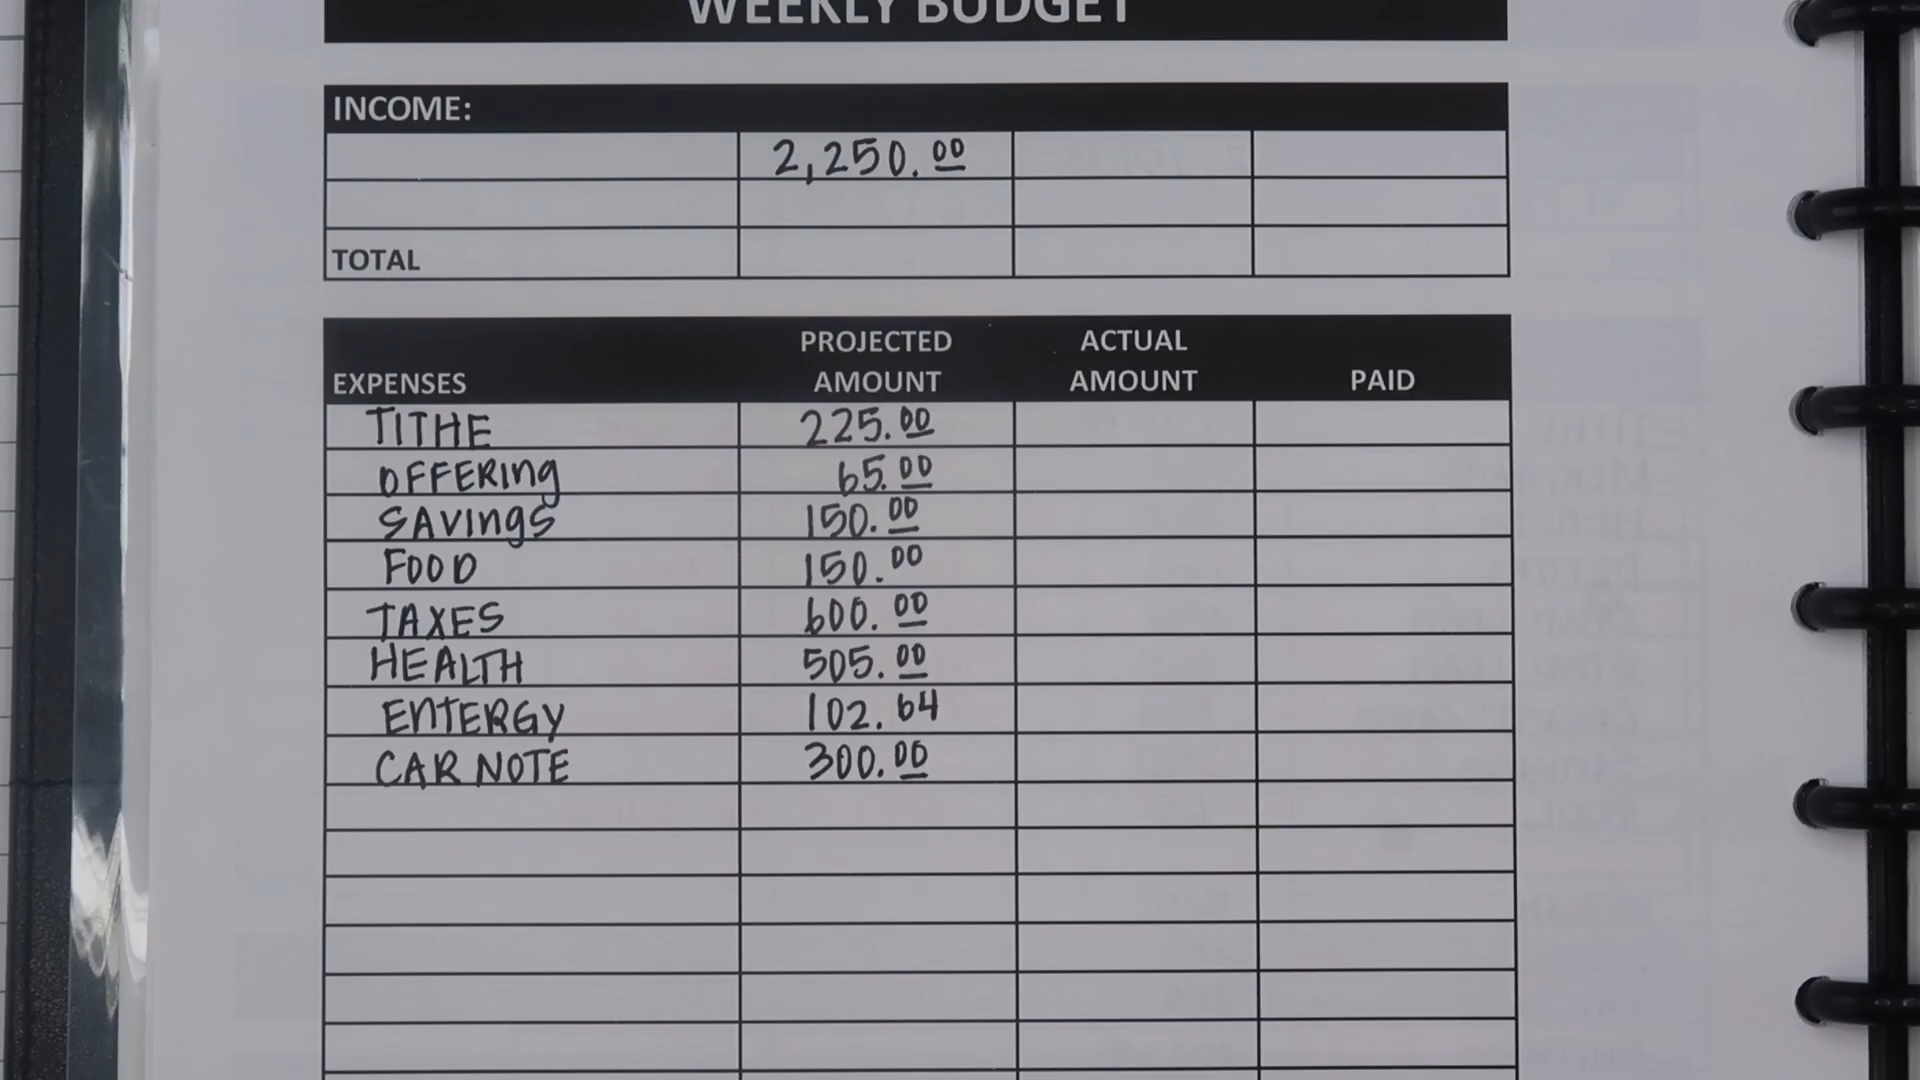 WEEKLY BUDGET
INCOME:
2,250.00
TOTAL
EXPENSES PROJECTED AMOUNT ACTUAL AMOUNT PAID
TITHE 225.00
OFFERING 65.00
SAVINGS 150.00
FOOD 150.00
TAXES 600.00
HEALTH 505.00
ENTERGY 102.64
CAR NOTE 300.00